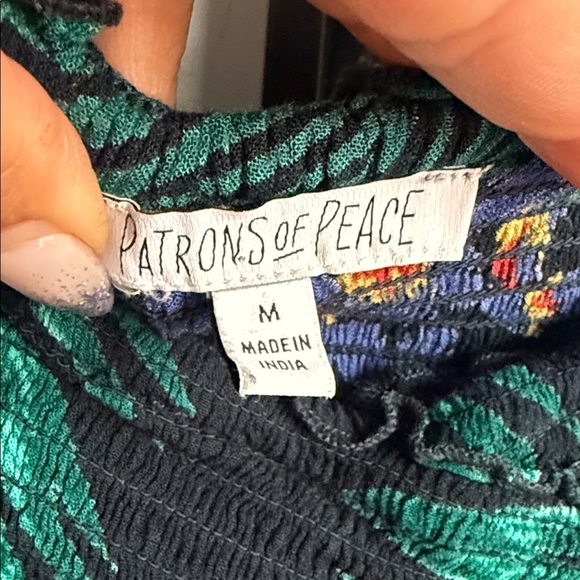 PATRONS OF PEACE
M
MADE IN
INDIA